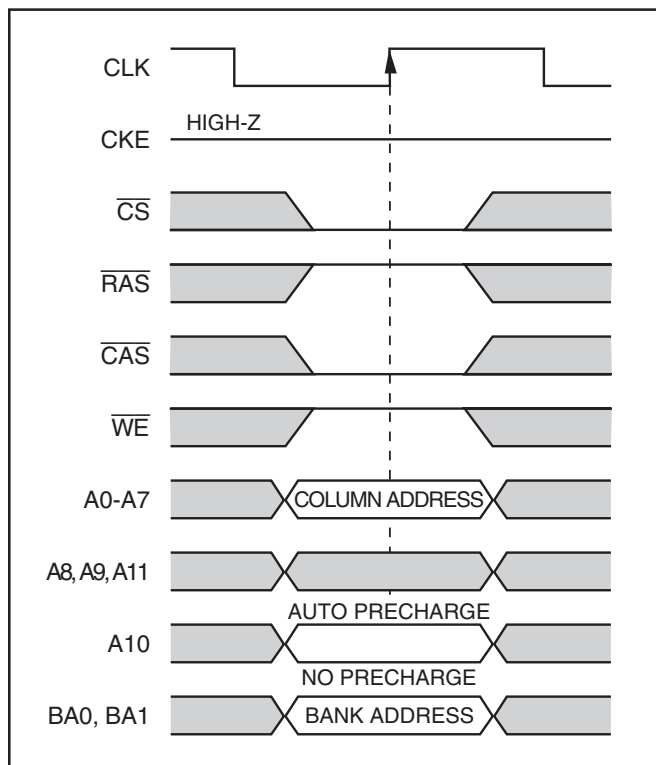 CLK
HIGH-Z
CKE
CS
RAS
CAS
WE
A0-A7 COLUMN ADDRESS
A8, A9, A11
AUTO PRECHARGE
A10
NO PRECHARGE
BA0, BA1 BANK ADDRESS